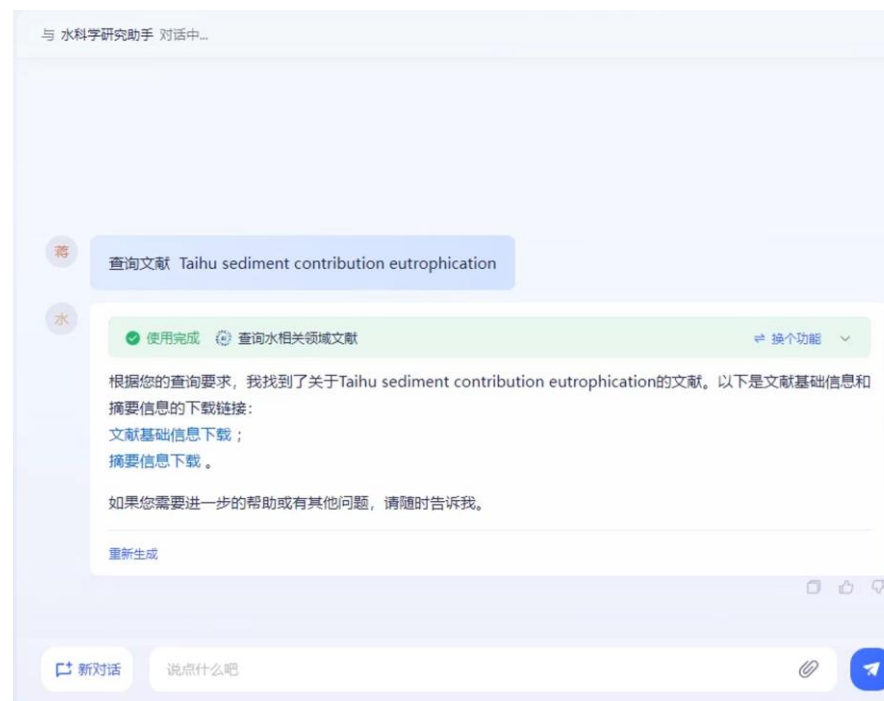 与 水科学研究助手 对话中...
蒋
查询文献 Taihu sediment contribution eutrophication
水
使用完成 查询水相关领域文献 换个功能
根据您的查询要求，我找到了关于Taihu sediment contribution eutrophication的文献。以下是文献基础信息和
摘要信息的下载链接：
文献基础信息下载；
摘要信息下载。
如果您需要进一步的帮助或有其他问题，请随时告诉我。
重新生成
新对话 说点什么吧